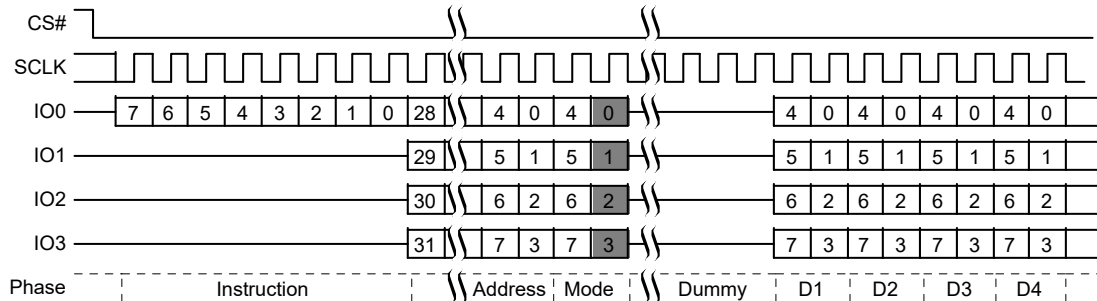 CS#
SCLK
IO0 7 6 5 4 3 2 1 0 28 4 0 4 0 4 0 4 0 4 0 4 0
IO1 29 5 1 5 1 5 1 5 1 5 1 5 1
IO2 30 6 2 6 2 6 2 6 2 6 2 6 2
IO3 31 7 3 7 3 7 3 7 3 7 3 7 3
Phase Instruction Address Mode Dummy D1 D2 D3 D4